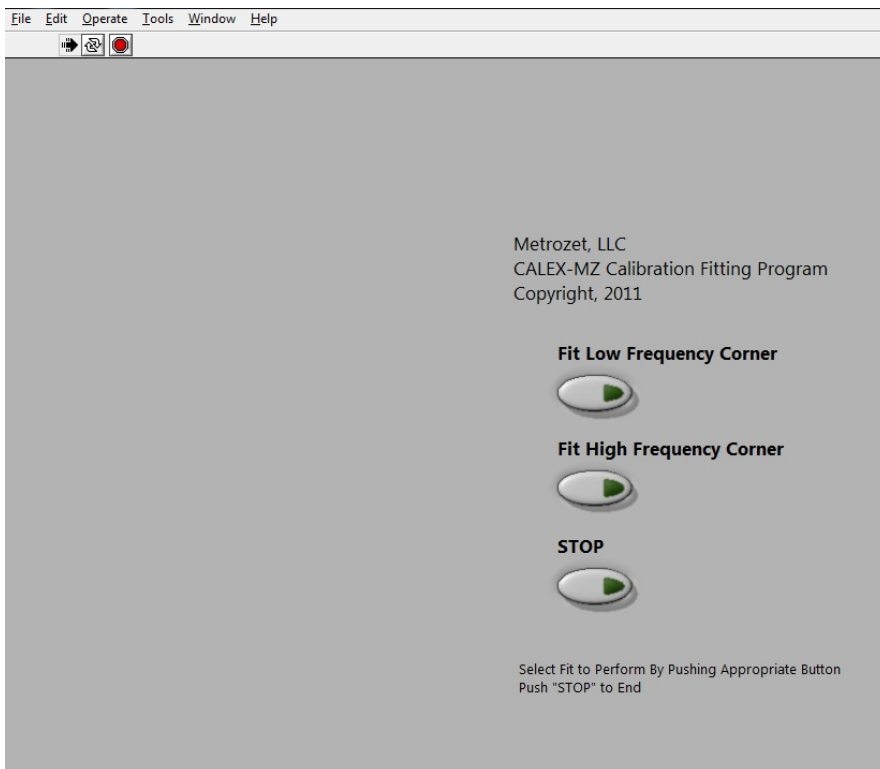 File Edit Operate Tools Window Help
Metrozet, LLC
CALEX-MZ Calibration Fitting Program
Copyright, 2011
Fit Low Frequency Corner
Fit High Frequency Corner
STOP
Select Fit to Perform By Pushing Appropriate Button
Push "STOP" to End